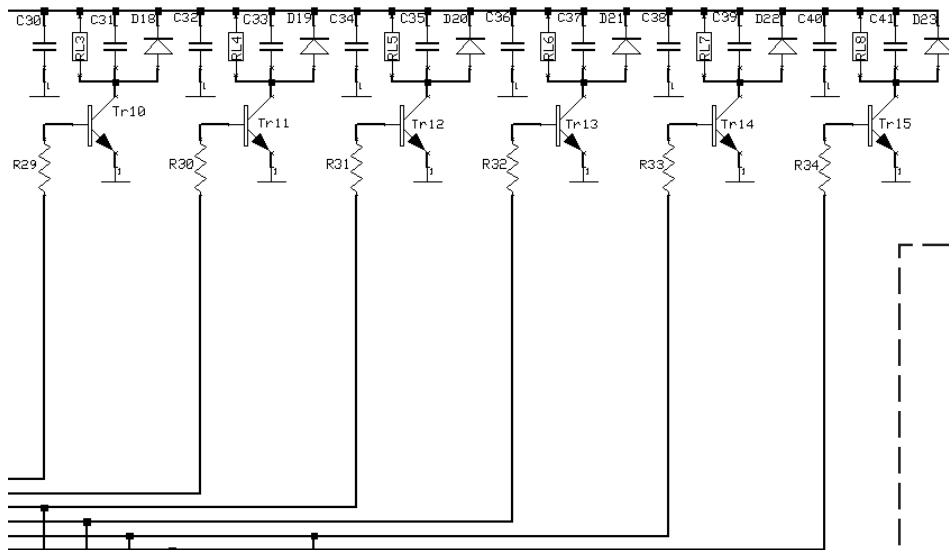 C30 C31 D18 C32 C33 D19 C34 C35 D20 C36 C37 D21 C38 C39 D22 C40 C41 D23
RL3 RL4 RL5 RL6 RL7 RL8
Tr10 Tr11 Tr12 Tr13 Tr14 Tr15
R29 R30 R31 R32 R33 R34